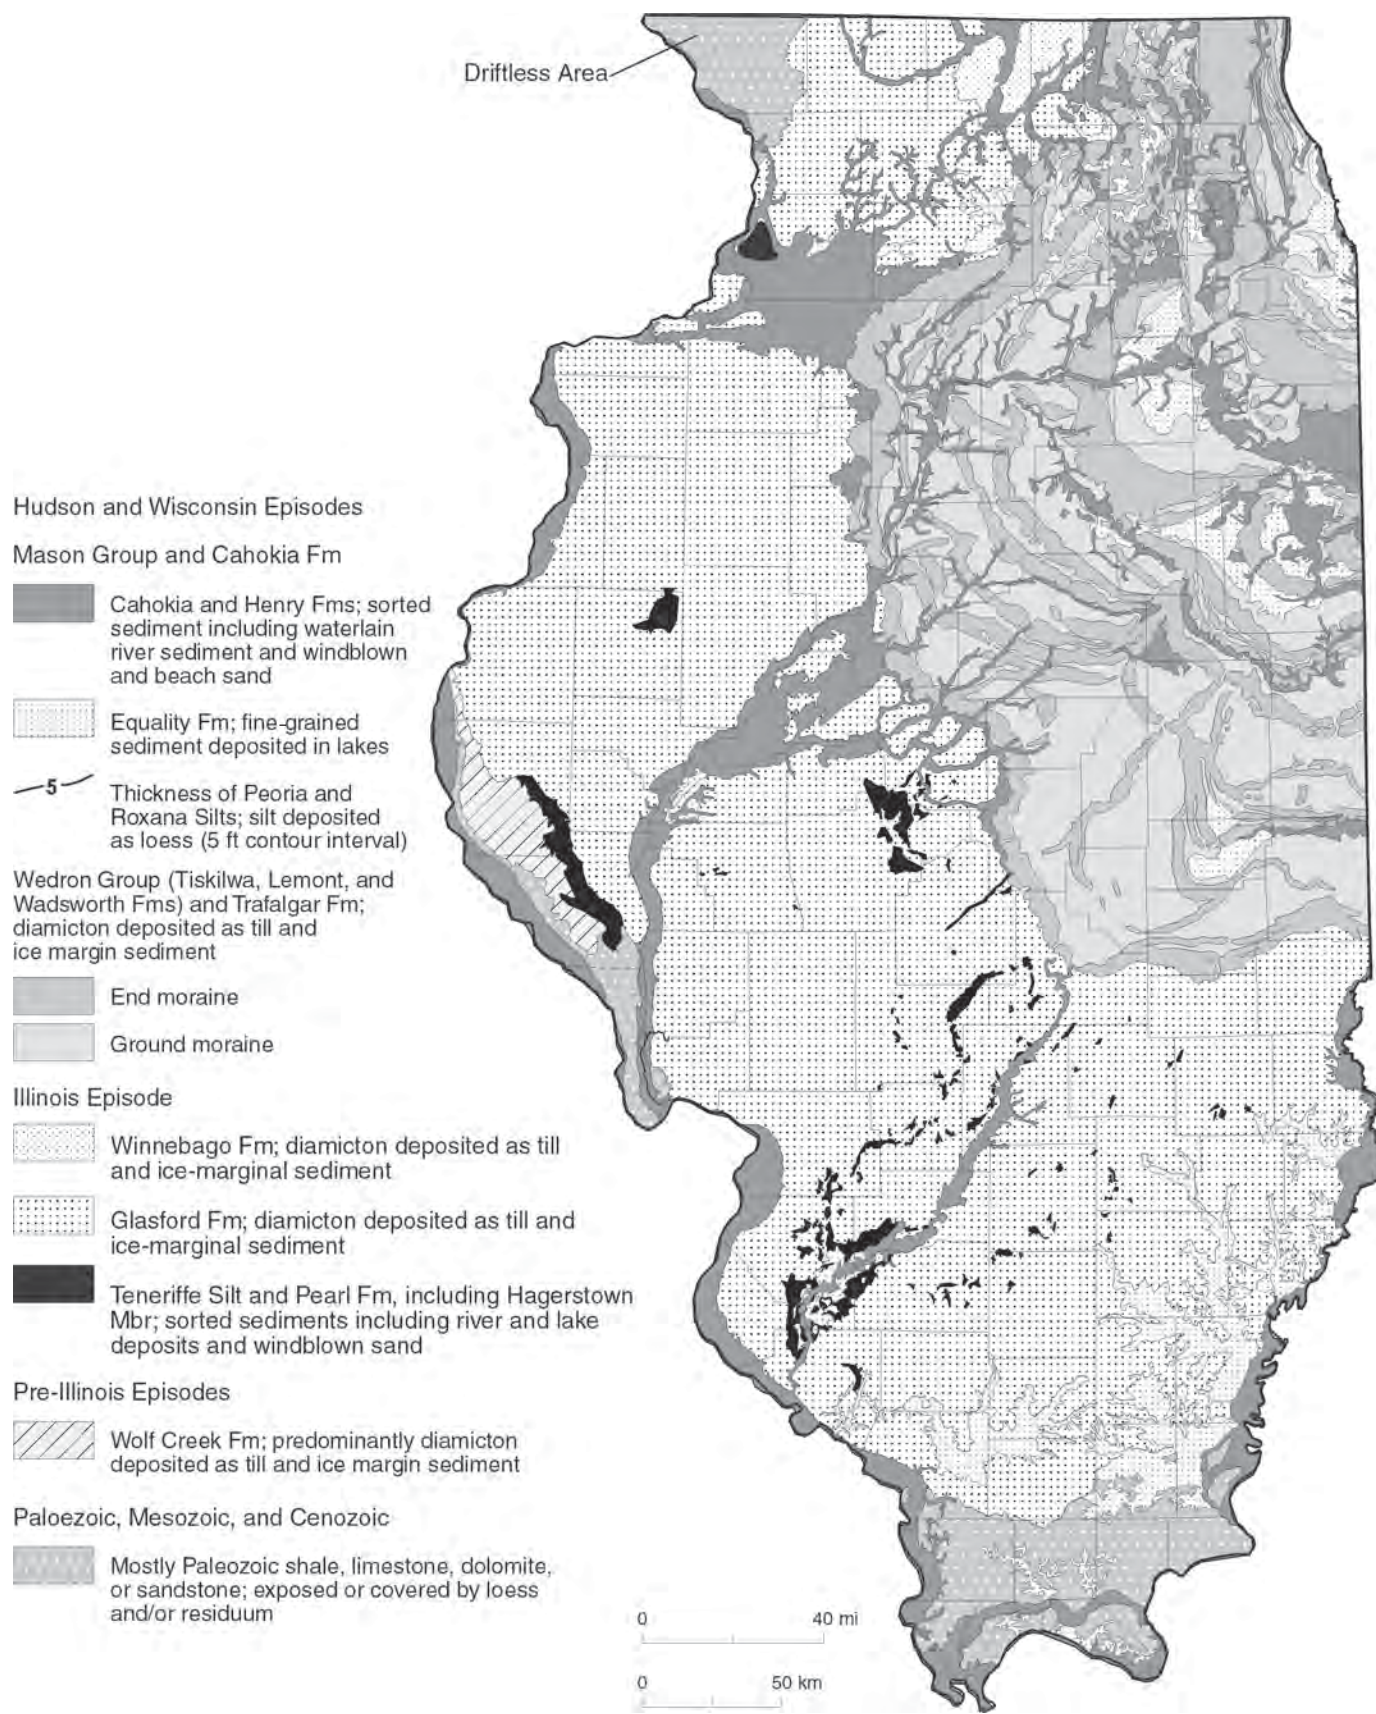 Driftless Area
Hudson and Wisconsin Episodes
Mason Group and Cahokia Fm
Cahokia and Henry Fms; sorted
sediment including waterlain
river sediment and windblown
and beach sand
Equality Fm; fine-grained
sediment deposited in lakes
5
Thickness of Peoria and
Roxana Silts; silt deposited
as loess (5 ft contour interval)
Wedron Group (Tiskilwa, Lemont, and
Wadsworth Fms) and Trafalgar Fm;
diamicton deposited as till and
ice margin sediment
End moraine
Ground moraine
Illinois Episode
Winnebago Fm; diamicton deposited as till
and ice-marginal sediment
Glasford Fm; diamicton deposited as till and
ice-marginal sediment
Teneriffe Silt and Pearl Fm, including Hagerstown
Mbr; sorted sediments including river and lake
deposits and windblown sand
Pre-Illinois Episodes
Wolf Creek Fm; predominantly diamicton
deposited as till and ice margin sediment
Paloezoic, Mesozoic, and Cenozoic
Mostly Paleozoic shale, limestone, dolomite,
or sandstone; exposed or covered by loess
and/or residuum
0 40 mi
0 50 km